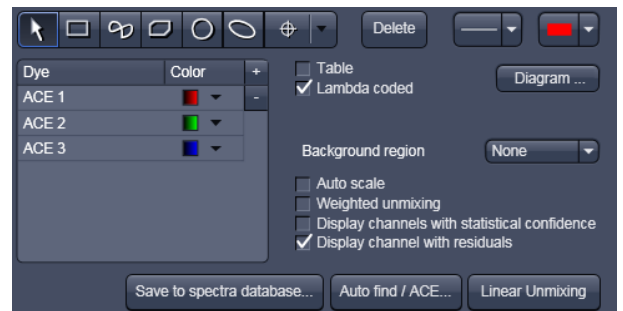 Delete
Dye Color + 
ACE 1 -
ACE 2
ACE 3
Table
Lambda coded
Diagram ...
Background region None
Auto scale
Weighted unmixing
Display channels with statistical confidence
Display channel with residuals
Save to spectra database... Auto find / ACE... Linear Unmixing